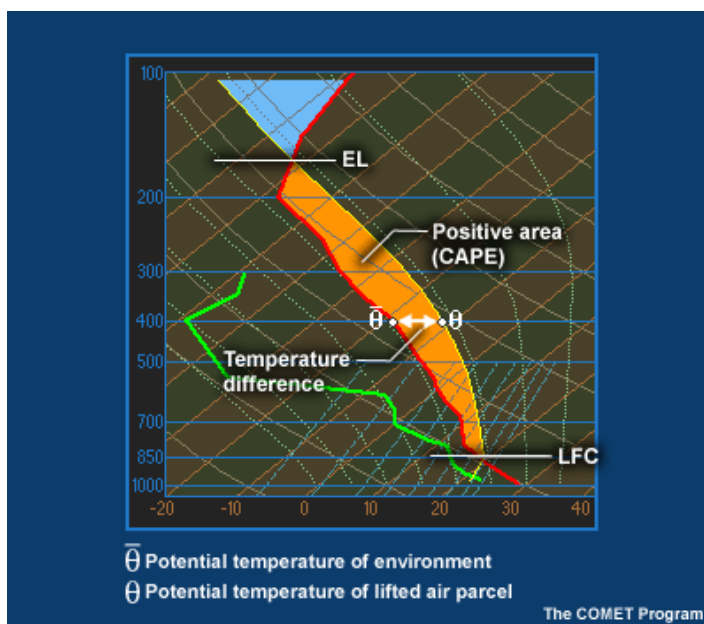 100
EL
200
Positive area
(CAPE)
300
θ̅ θ
400
Temperature
difference
500
700
850
LFC
1000
-20 -10 0 10 20 30 40
θ̅ Potential temperature of environment
θ Potential temperature of lifted air parcel
The COMET Program